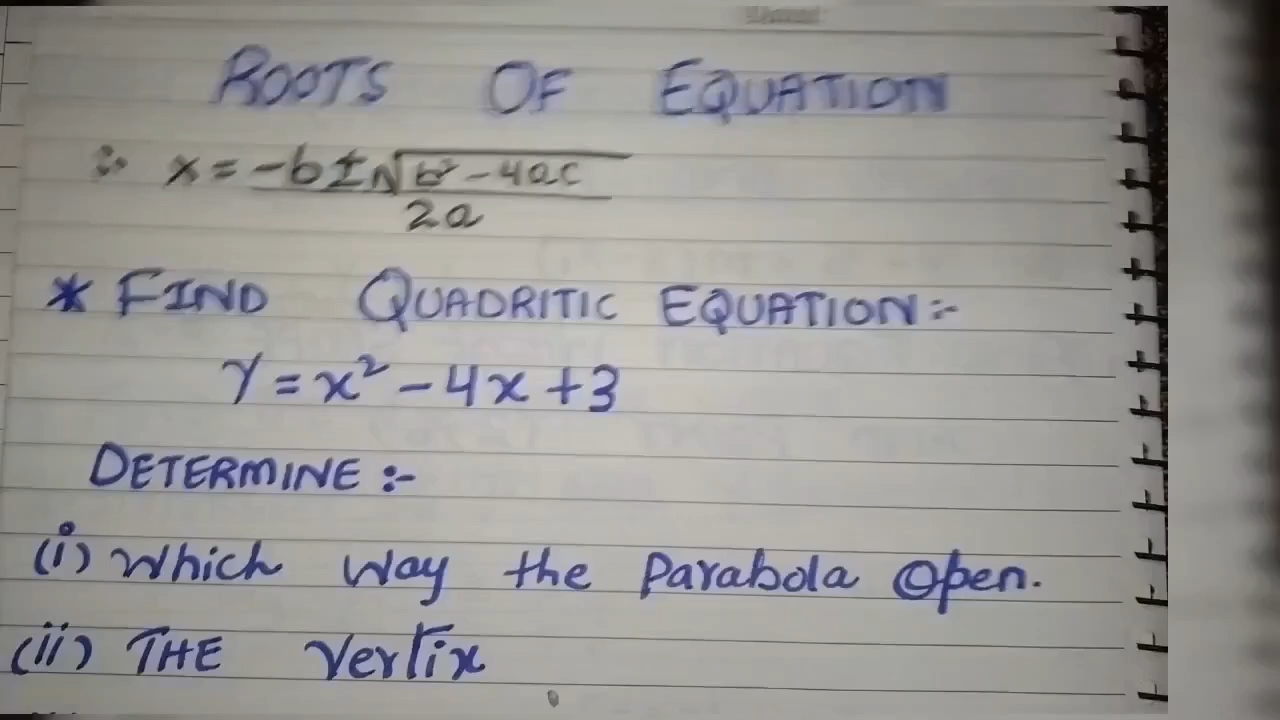 ROOTS OF EQUATION
∴ x = -b ± √b² - 4ac
2a
* FIND QUADRITIC EQUATION:-
Y = x² - 4x + 3
DETERMINE :-
(i) Which Way the Parabola Open.
(ii) THE Vertix